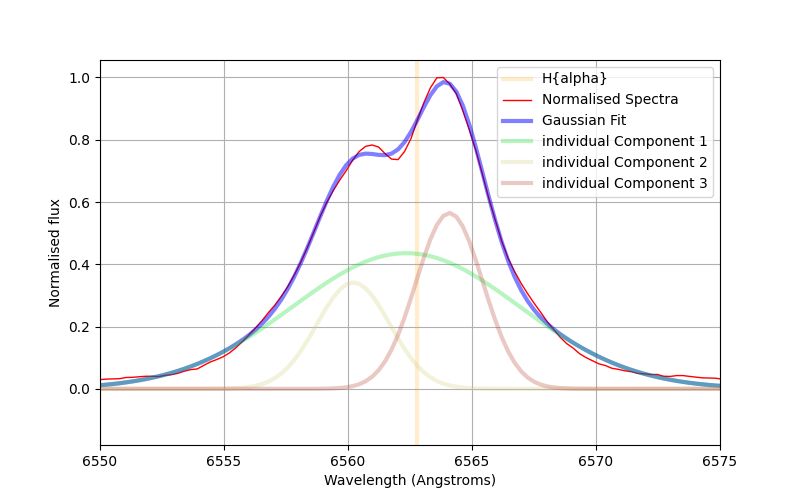 1.0
0.8
0.6
0.4
0.2
0.0
Normalised flux
H{alpha}
Normalised Spectra
Gaussian Fit
individual Component 1
individual Component 2
individual Component 3
6550 6555 6560 6565 6570 6575
Wavelength (Angstroms)